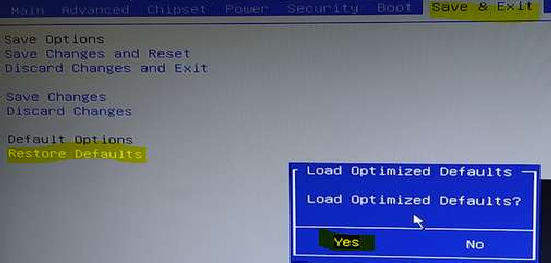 Main Advanced Chipset Power Security Boot Save & Exit
Save Options
Save Changes and Reset
Discard Changes and Exit
Save Changes
Discard Changes
Default Options
Restore Defaults
Load Optimized Defaults
Load Optimized Defaults?
Yes No